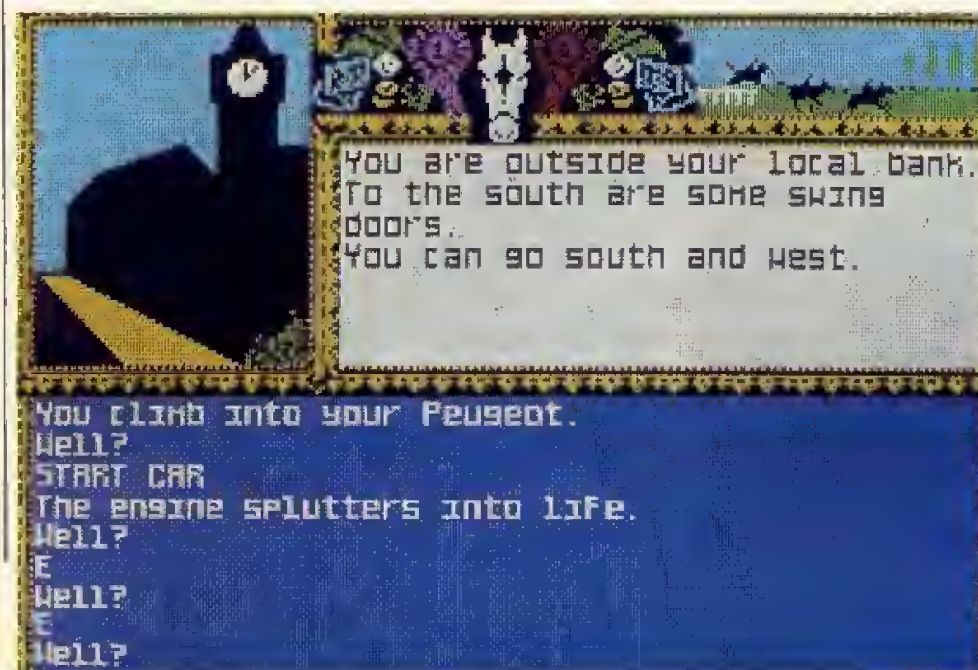 You are outside your local bank.
To the south are some swing
doors.
You can go south and west.
You climb into your Peugeot.
Well?
START CAR
The engine splutters into life.
Well?
E
Well?
E
Well?